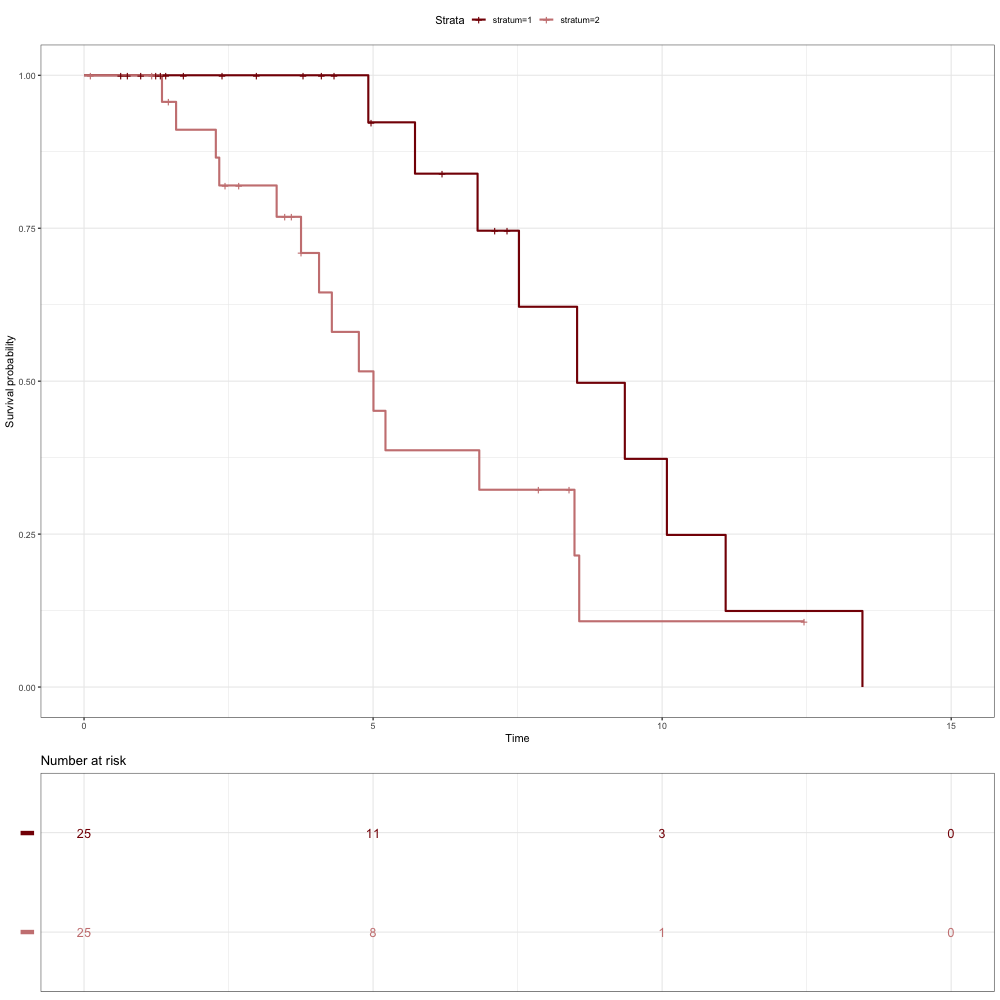 Strata stratum=1 stratum=2
Survival probability
1.00
0.75
0.50
0.25
0.00
0 5 10 15
Time
Number at risk
25 11 3 0
25 8 1 0